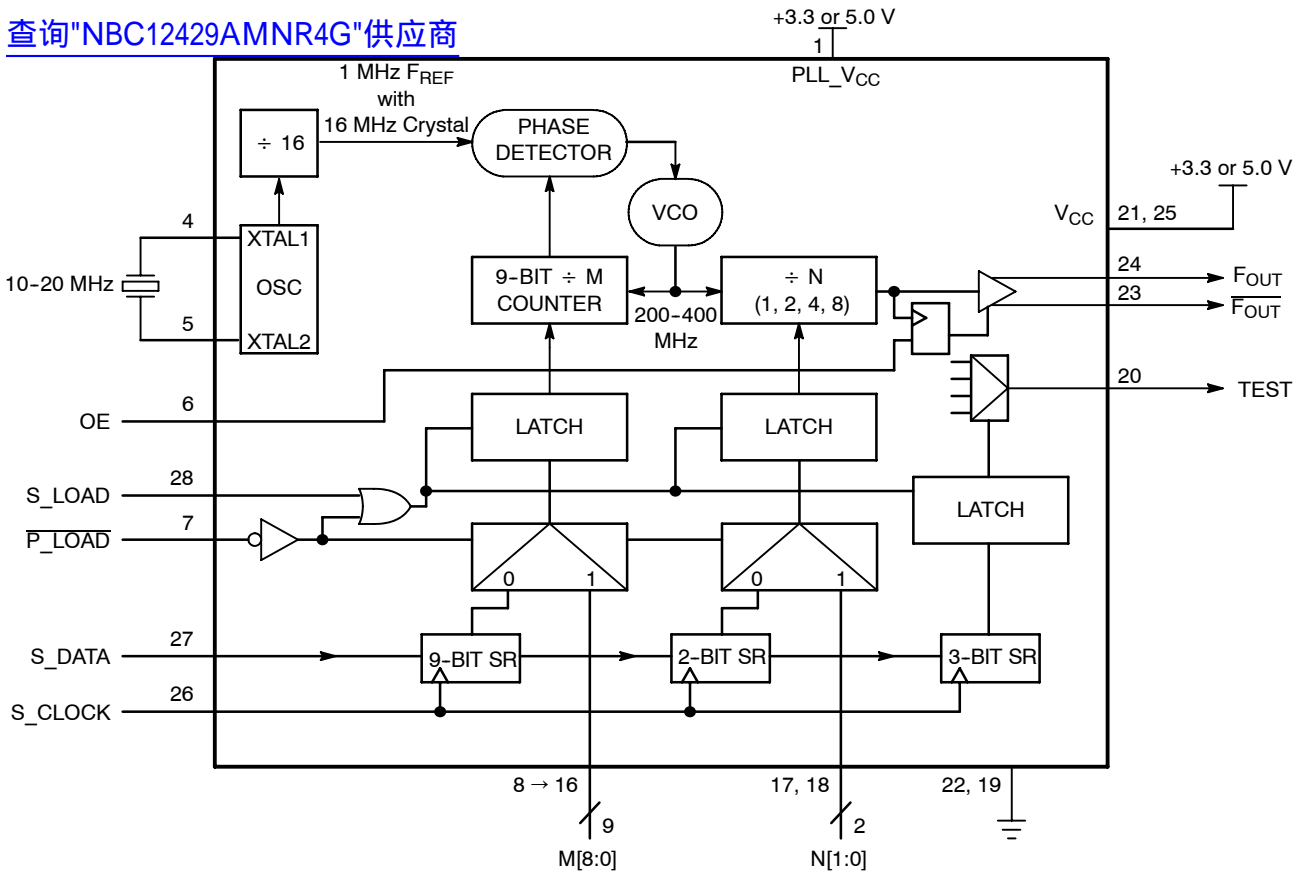 查询"NBC12429AMNR4G"供应商
+3.3 or 5.0 V
1
PLL_VCC
1 MHz FREF
with
16 MHz Crystal
÷ 16
PHASE
DETECTOR
VCO
+3.3 or 5.0 V
VCC
21, 25
4
XTAL1
10-20 MHz
OSC
5
XTAL2
9-BIT ÷ M
COUNTER
200-400
MHz
÷ N
(1, 2, 4, 8)
24
FOUT
23
FOUT
20
TEST
OE
6
LATCH
LATCH
S_LOAD
28
LATCH
P_LOAD
7
0
1
0
1
S_DATA
27
9-BIT SR
2-BIT SR
3-BIT SR
S_CLOCK
26
8 → 16
17, 18
22, 19
9
2
M[8:0]
N[1:0]